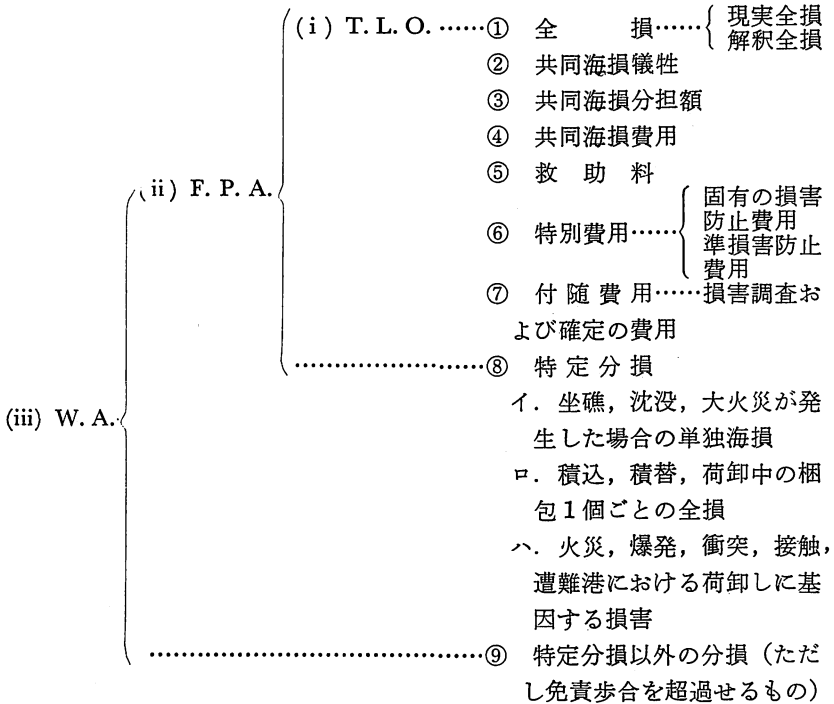 (i) T. L. O. ……① 全　　損……｛現実全損
解釈全損
② 共同海損犠牲
③ 共同海損分担額
④ 共同海損費用
⑤ 救　助　料
(ii) F. P. A.
⑥ 特別費用……｛固有の損害
防止費用
準損害防止
費用
⑦ 付 随 費 用……損害調査お
よび確定の費用
……………………⑧ 特 定 分 損
(iii) W. A.
イ．坐礁，沈没，大火災が発
生した場合の単独海損
ロ．積込，積替，荷卸中の梱
包１個ごとの全損
ハ．火災，爆発，衝突，接触，
遭難港における荷卸しに基
因する損害
……………………………………⑨ 特定分損以外の分損（ただ
し免責歩合を超過せるもの）